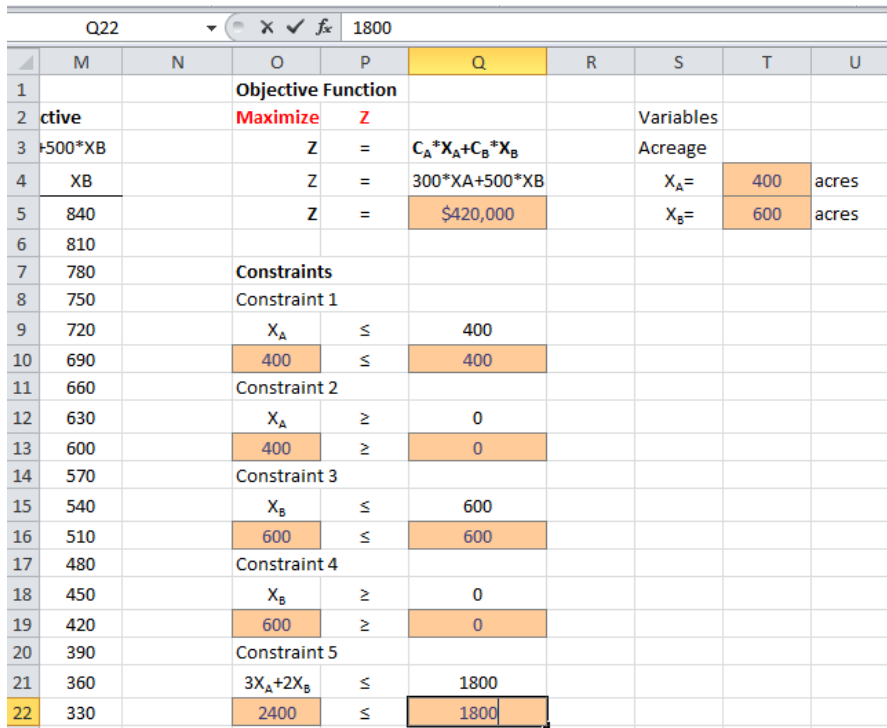 Q22 fx 1800
M N O P Q R S T U
1 Objective Function
2 ctive Maximize Z Variables
3 +500*XB Z = CA*XA+CB*XB Acreage
4 XB Z = 300*XA+500*XB XA= 400 acres
5 840 Z = $420,000 XB= 600 acres
6 810
7 780 Constraints
8 750 Constraint 1
9 720 XA ≤ 400
10 690 400 ≤ 400
11 660 Constraint 2
12 630 XA ≥ 0
13 600 400 ≥ 0
14 570 Constraint 3
15 540 XB ≤ 600
16 510 600 ≤ 600
17 480 Constraint 4
18 450 XB ≥ 0
19 420 600 ≥ 0
20 390 Constraint 5
21 360 3XA+2XB ≤ 1800
22 330 2400 ≤ 1800